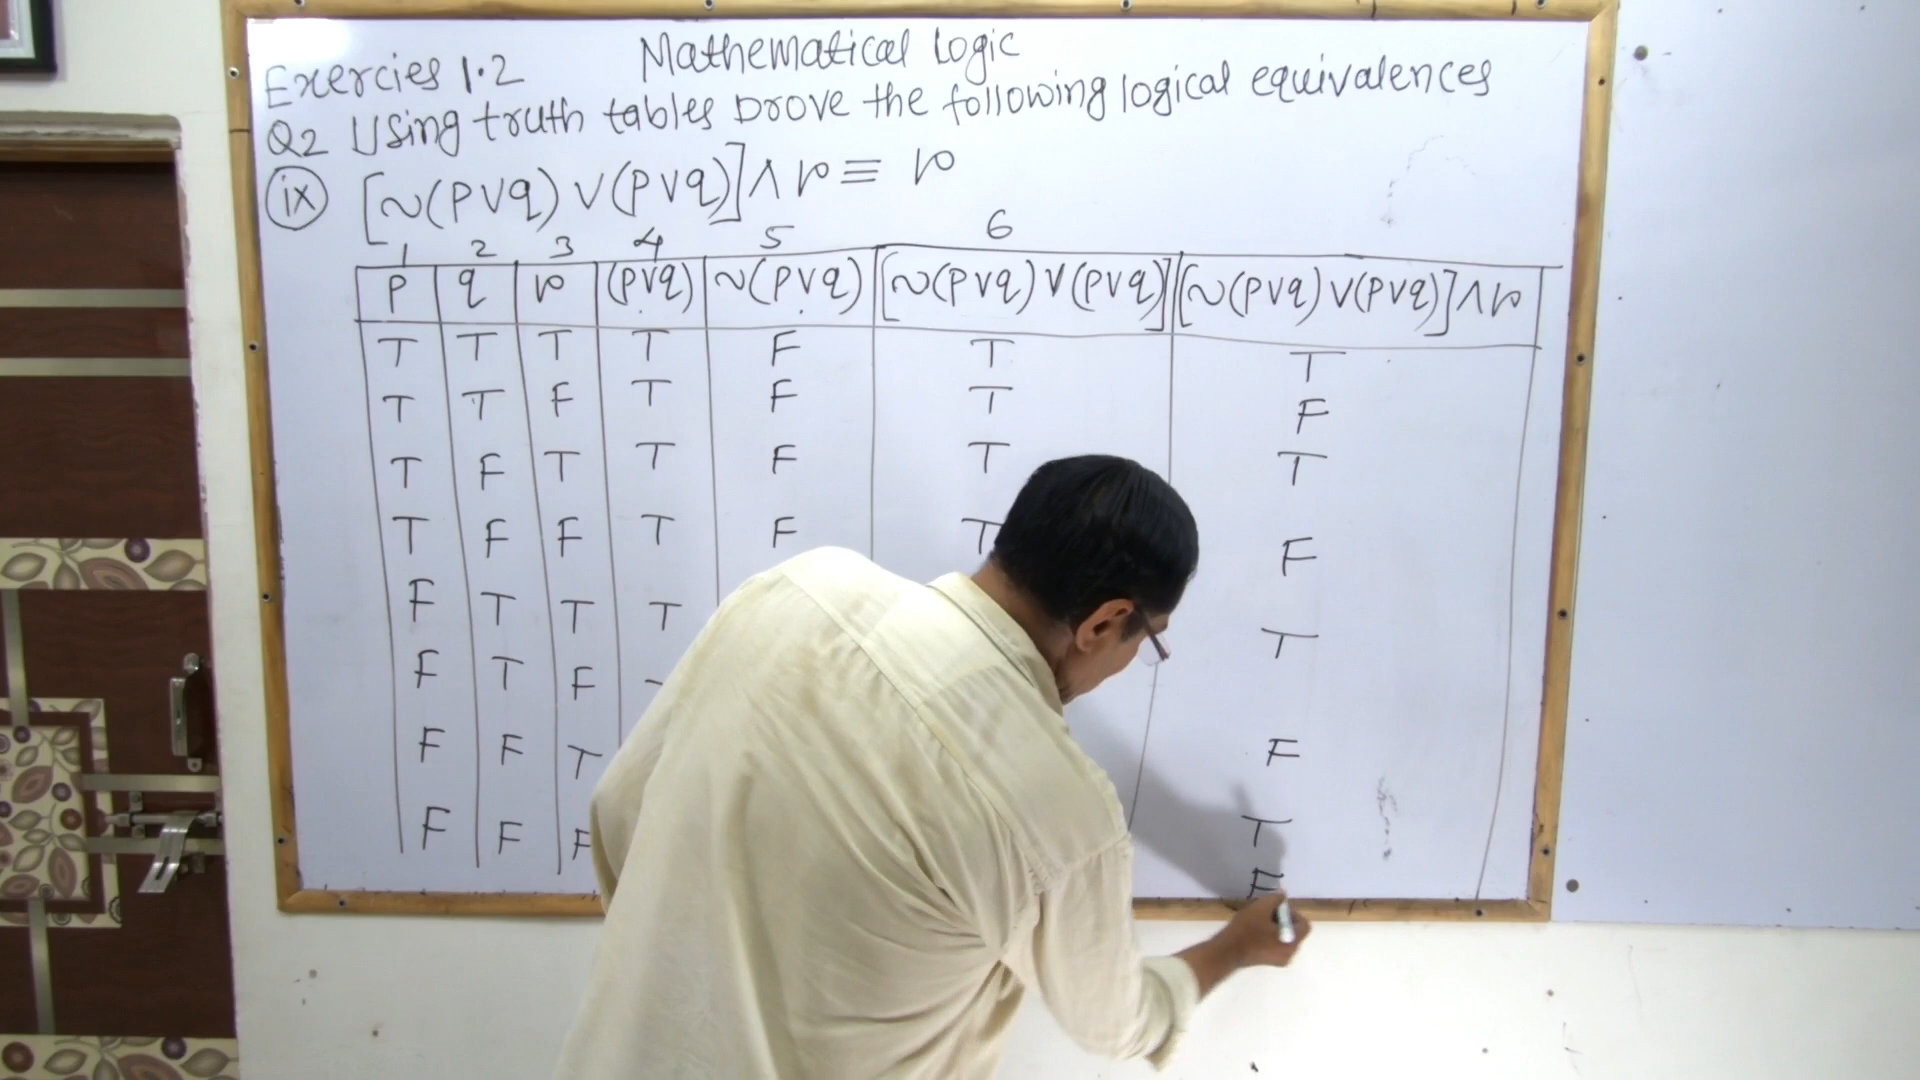 Mathematical Logic
Exercies 1.2
Q2 Using truth tables prove the following logical equivalences
ix [~(p∨q)∨(p∨q)]∧r ≡ r
1 2 3 4 5 6
p q r (p∨q) ~(p∨q) [~(p∨q)∨(p∨q)] [~(p∨q)∨(p∨q)]∧r
T T T T F T T
T T F T F T F
T F T T F T T
T F F T F T F
F T T T T
F T F F
F F T T
F F F F